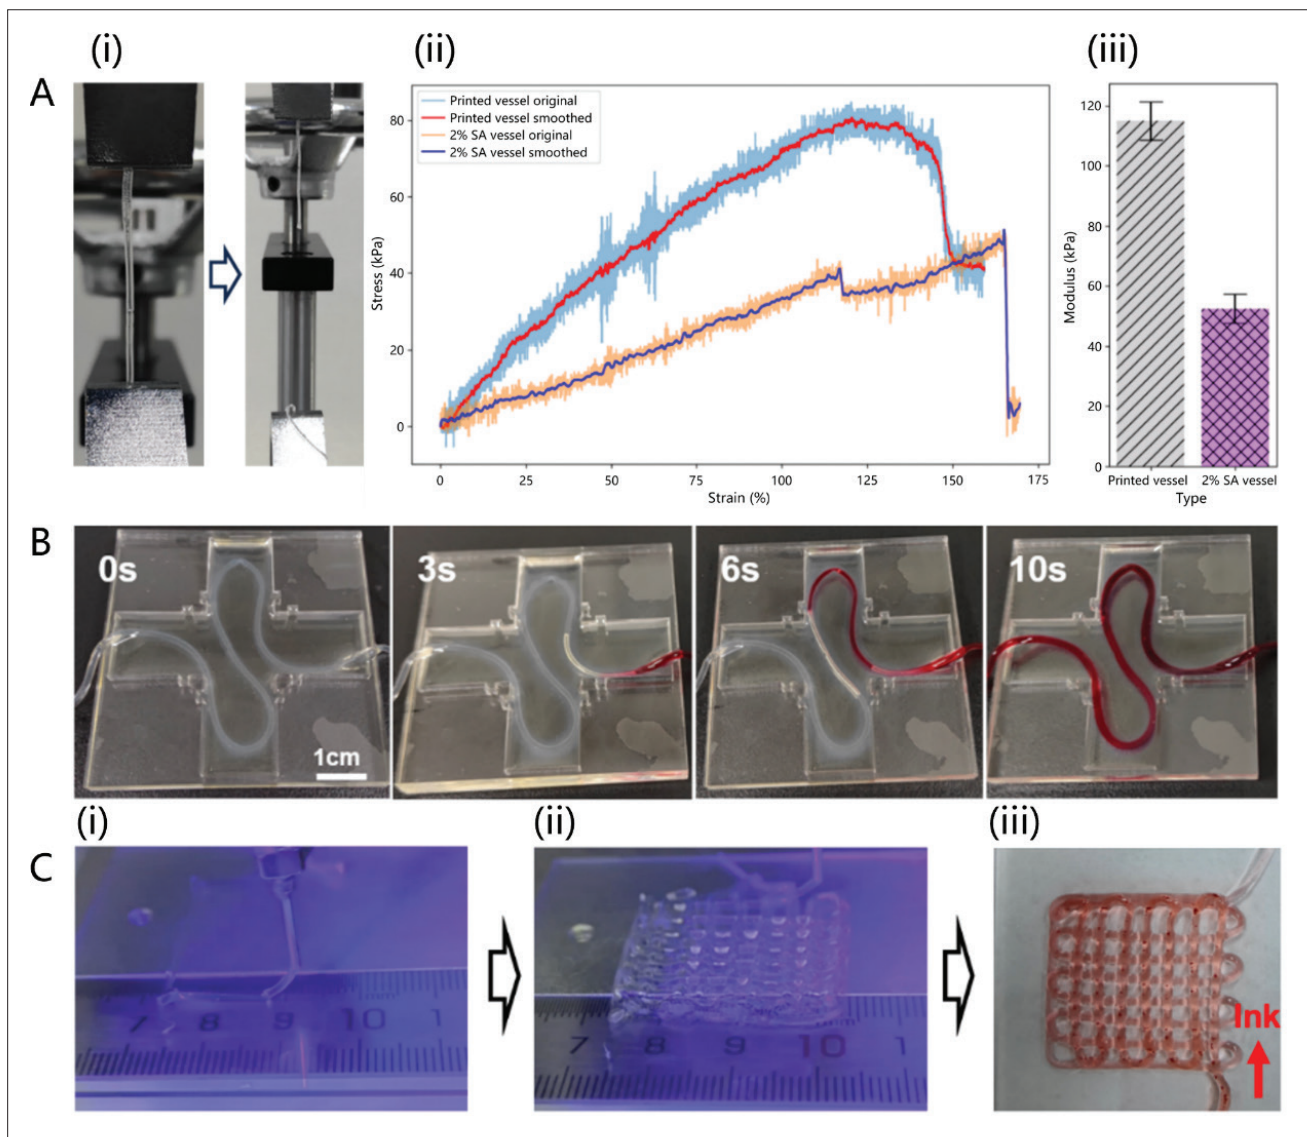 (i)
(ii)
(iii)
A
Printed vessel original
Printed vessel smoothed
2% SA vessel original
2% SA vessel smoothed
80
60
40
20
0
Stress (kPa)
0
25
50
75
100
125
150
175
Strain (%)
120
100
80
60
40
20
0
Modulus (kPa)
Printed vessel
2% SA vessel
Type
B
0s
3s
6s
10s
1cm
(i)
(ii)
(iii)
C
7 8 9 10 1
7 8 9 10 1
Ink